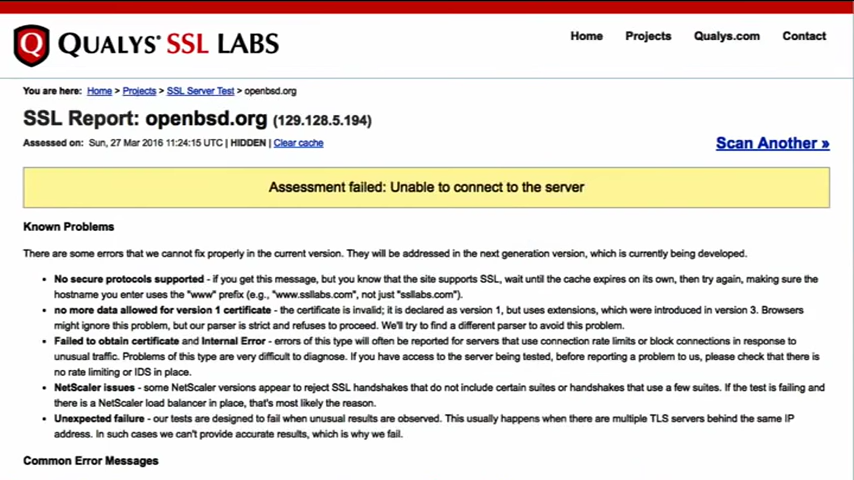 QUALYS® SSL LABS
Home Projects Qualys.com Contact
You are here: Home > Projects > SSL Server Test > openbsd.org
SSL Report: openbsd.org (129.128.5.194)
Assessed on: Sun, 27 Mar 2016 11:24:15 UTC | HIDDEN | Clear cache
Scan Another »
Assessment failed: Unable to connect to the server
Known Problems
There are some errors that we cannot fix properly in the current version. They will be addressed in the next generation version, which is currently being developed.
• No secure protocols supported - if you get this message, but you know that the site supports SSL, wait until the cache expires on its own, then try again, making sure the
hostname you enter uses the "www" prefix (e.g., "www.ssllabs.com", not just "ssllabs.com").
• no more data allowed for version 1 certificate - the certificate is invalid; it is declared as version 1, but uses extensions, which were introduced in version 3. Browsers
might ignore this problem, but our parser is strict and refuses to proceed. We'll try to find a different parser to avoid this problem.
• Failed to obtain certificate and Internal Error - errors of this type will often be reported for servers that use connection rate limits or block connections in response to
unusual traffic. Problems of this type are very difficult to diagnose. If you have access to the server being tested, before reporting a problem to us, please check that there is
no rate limiting or IDS in place.
• NetScaler issues - some NetScaler versions appear to reject SSL handshakes that do not include certain suites or handshakes that use a few suites. If the test is failing and
there is a NetScaler load balancer in place, that's most likely the reason.
• Unexpected failure - our tests are designed to fail when unusual results are observed. This usually happens when there are multiple TLS servers behind the same IP
address. In such cases we can't provide accurate results, which is why we fail.
Common Error Messages